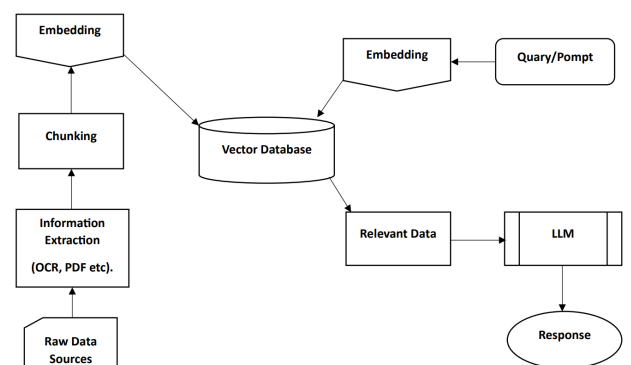 Embedding
Embedding
Quary/Pompt
Chunking
Vector Database
Information
Extraction
(OCR, PDF etc).
Relevant Data
LLM
Raw Data
Sources
Response